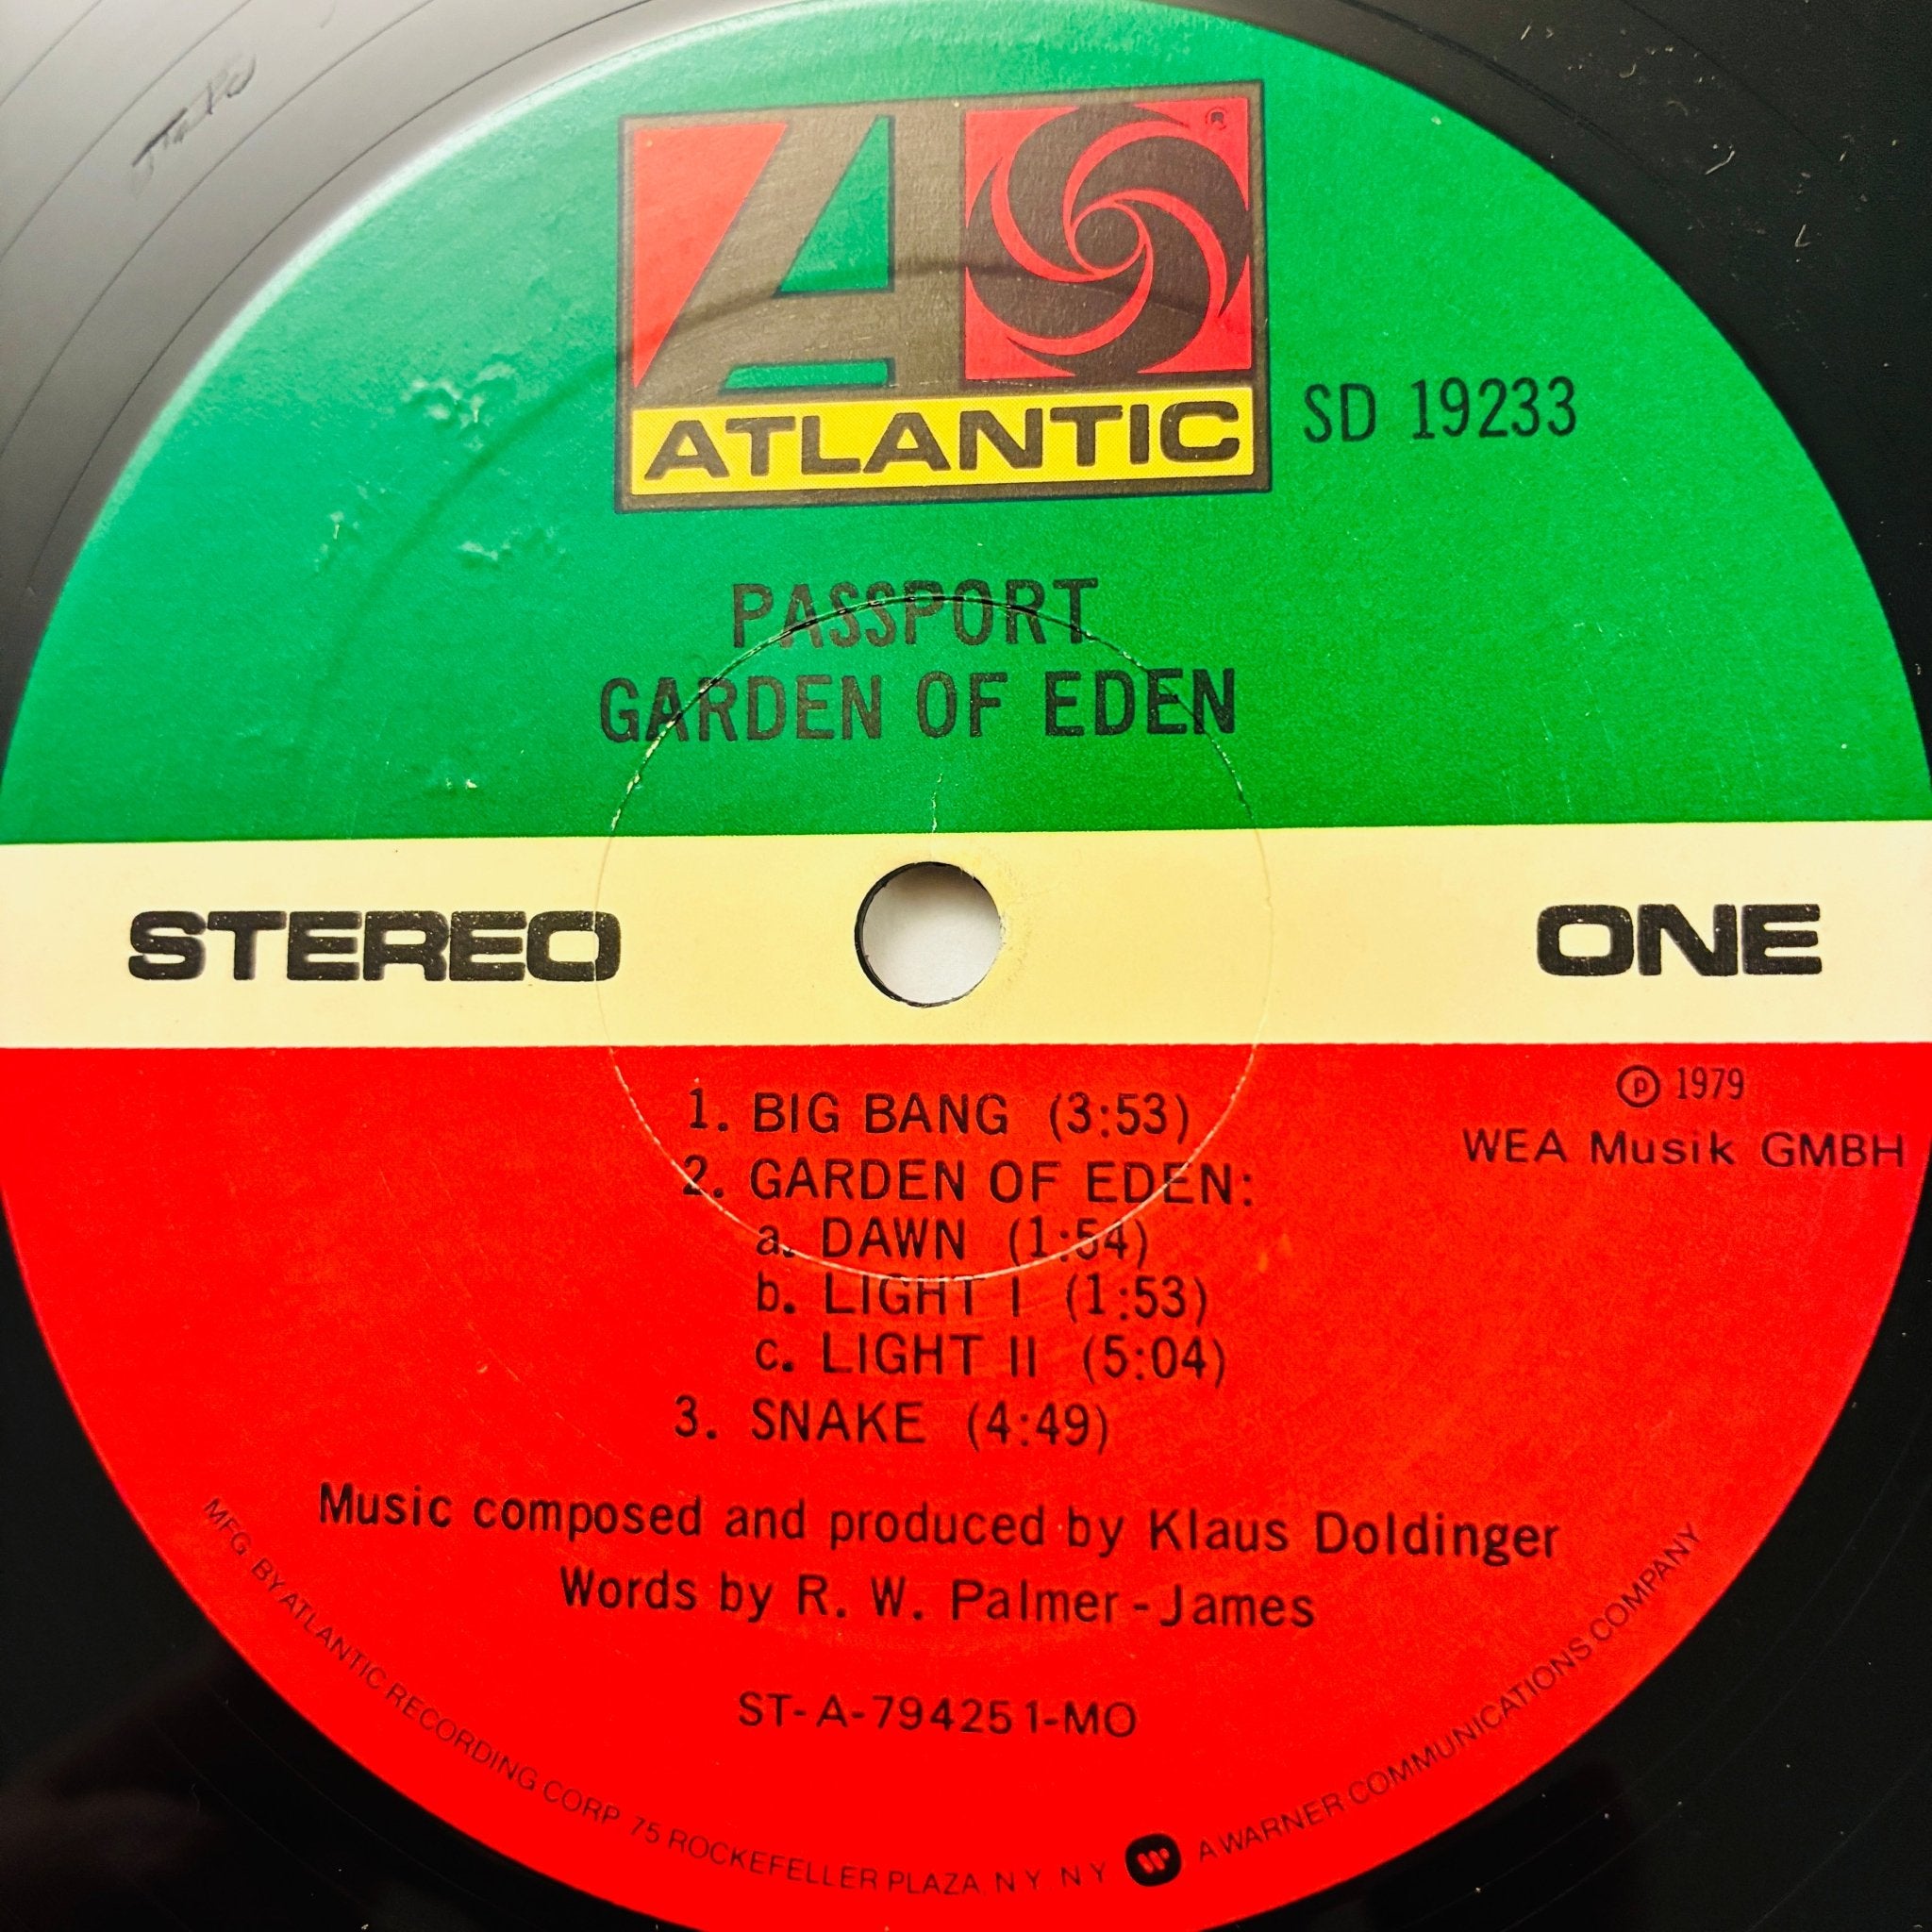 ®
ATLANTIC
SD 19233
PASSPORT
GARDEN OF EDEN
STEREO
ONE
℗ 1979
WEA Musik GMBH
1. BIG BANG (3:53)
2. GARDEN OF EDEN:
a. DAWN (1:54)
b. LIGHT I (1:53)
c. LIGHT II (5:04)
3. SNAKE (4:49)
Music composed and produced by Klaus Doldinger
Words by R. W. Palmer-James
ST-A-794251-MO
MFG BY ATLANTIC RECORDING CORP 75 ROCKEFELLER PLAZA N Y N Y A WARNER COMMUNICATIONS COMPANY